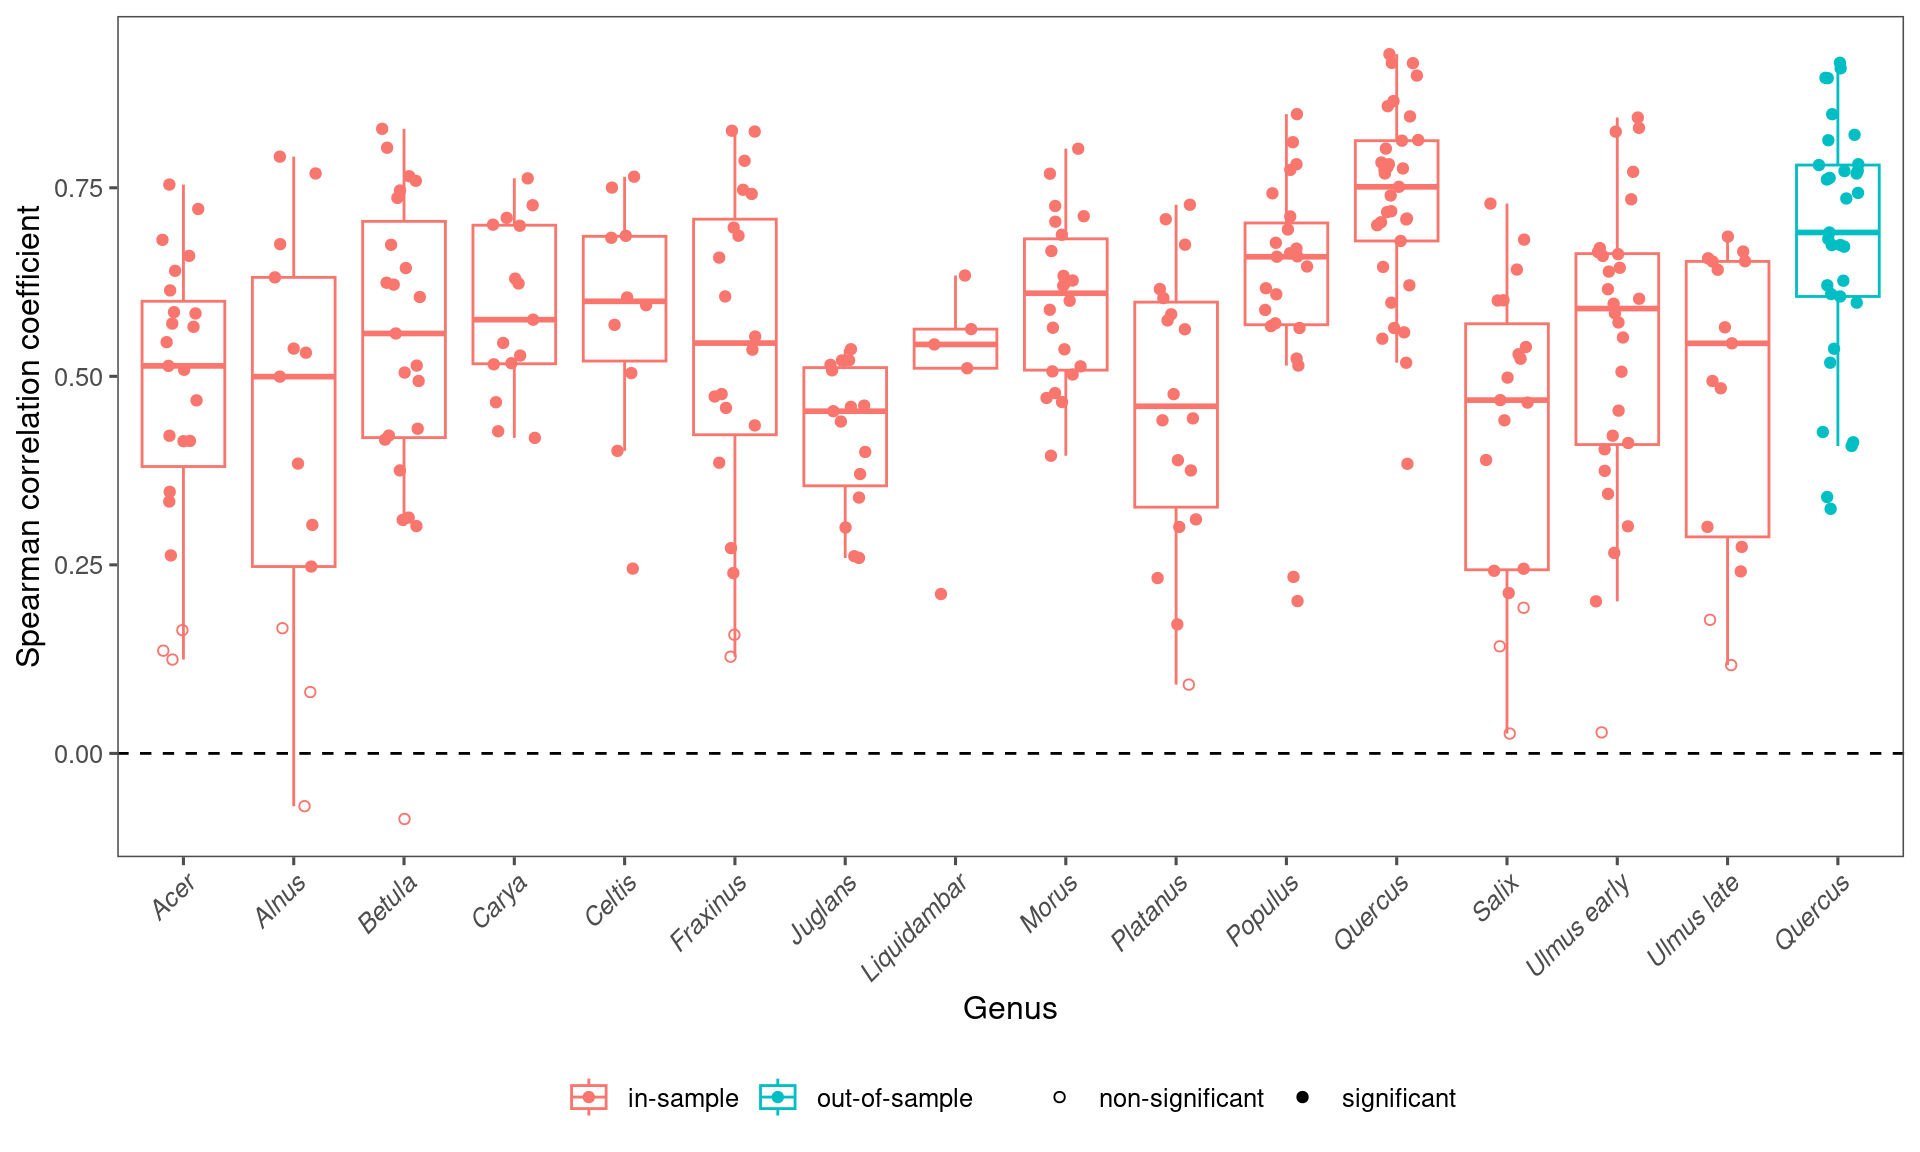 Spearman correlation coefficient
0.75
0.50
0.25
0.00
Acer
Alnus
Betula
Carya
Celtis
Fraxinus
Juglans
Liquidambar
Morus
Platanus
Populus
Quercus
Salix
Ulmus early
Ulmus late
Quercus
Genus
in-sample out-of-sample non-significant significant